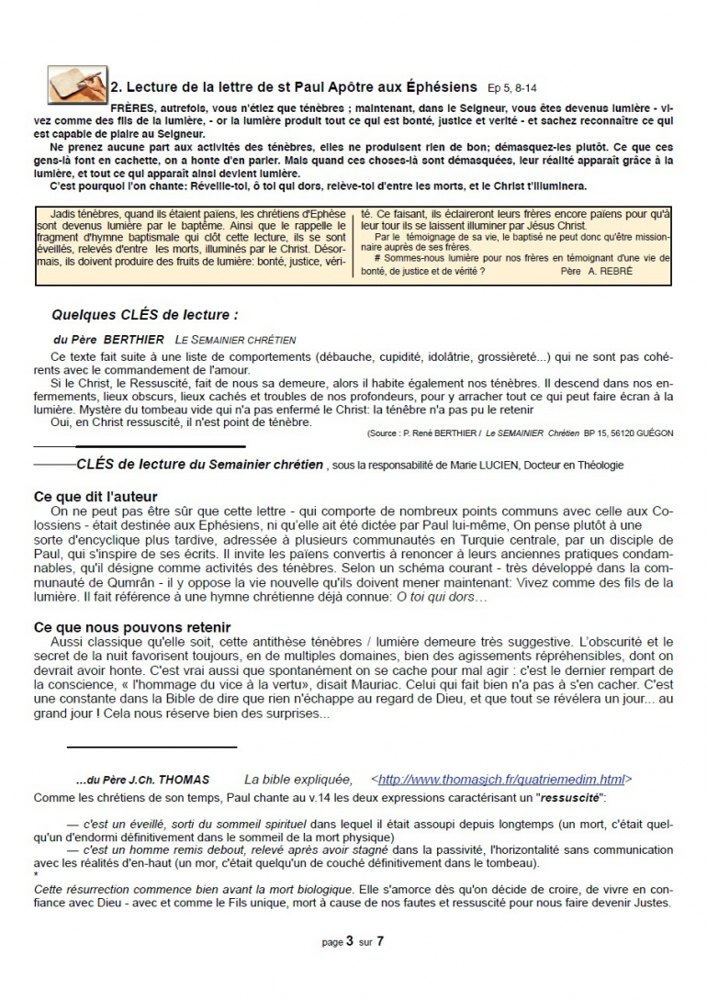 2. Lecture de la lettre de st Paul Apôtre aux Éphésiens Ep 5, 8-14
FRÈRES, autrefois, vous n'étiez que ténèbres ; maintenant, dans le Seigneur, vous êtes devenus lumière - vi-
vez comme des fils de la lumière, - or la lumière produit tout ce qui est bonté, justice et verité - et sachez reconnaître ce qui
est capable de plaire au Seigneur.
Ne prenez aucune part aux activités des ténèbres, elles ne produisent rien de bon; démasquez-les plutôt. Ce que ces
gens-là font en cachette, on a honte d'en parler. Mais quand ces choses-là sont démasquées, leur réalité apparaît grâce à la
lumière, et tout ce qui apparaît ainsi devient lumière.
C'est pourquoi l'on chante: Réveille-toi, ô toi qui dors, relève-toi d'entre les morts, et le Christ t'illuminera.
Jadis ténèbres, quand ils étaient païens, les chrétiens d'Ephèse
sont devenus lumière par le baptême. Ainsi que le rappelle le
fragment d'hymne baptismale qui clôt cette lecture, ils se sont
éveillés, relevés d'entre les morts, illuminés par le Christ. Désor-
mais, ils doivent produire des fruits de lumière: bonté, justice, véri-
té. Ce faisant, ils éclaireront leurs frères encore païens pour qu'à
leur tour ils se laissent illuminer par Jésus Christ.
Par le témoignage de sa vie, le baptisé ne peut donc qu'être mission-
naire auprès de ses frères.
# Sommes-nous lumière pour nos frères en témoignant d'une vie de
bonté, de justice et de vérité ? Père A. REBRÉ
Quelques CLÉS de lecture :
du Père BERTHIER LE SEMAINIER CHRÉTIEN
Ce texte fait suite à une liste de comportements (débauche, cupidité, idolâtrie, grossièreté...) qui ne sont pas cohé-
rents avec le commandement de l'amour.
Si le Christ, le Ressuscité, fait de nous sa demeure, alors il habite également nos ténèbres. Il descend dans nos en-
fermements, lieux obscurs, lieux cachés et troubles de nos profondeurs, pour y arracher tout ce qui peut faire écran à la
lumière. Mystère du tombeau vide qui n'a pas enfermé le Christ: la ténèbre n'a pas pu le retenir
Oui, en Christ ressuscité, il n'est point de ténèbre.
(Source : P. René BERTHIER / Le SEMAINIER Chrétien BP 15, 56120 GUÉGON
CLÉS de lecture du Semainier chrétien , sous la responsabilité de Marie LUCIEN, Docteur en Théologie
Ce que dit l'auteur
On ne peut pas être sûr que cette lettre - qui comporte de nombreux points communs avec celle aux Co-
lossiens - était destinée aux Ephésiens, ni qu'elle ait été dictée par Paul lui-même, On pense plutôt à une
sorte d'encyclique plus tardive, adressée à plusieurs communautés en Turquie centrale, par un disciple de
Paul, qui s'inspire de ses écrits. Il invite les païens convertis à renoncer à leurs anciennes pratiques condam-
nables, qu'il désigne comme activités des ténèbres. Selon un schéma courant - très développé dans la com-
munauté de Qumrân - il y oppose la vie nouvelle qu'ils doivent mener maintenant: Vivez comme des fils de la
lumière. Il fait référence à une hymne chrétienne déjà connue: O toi qui dors…
Ce que nous pouvons retenir
Aussi classique qu'elle soit, cette antithèse ténèbres / lumière demeure très suggestive. L'obscurité et le
secret de la nuit favorisent toujours, en de multiples domaines, bien des agissements répréhensibles, dont on
devrait avoir honte. C'est vrai aussi que spontanément on se cache pour mal agir : c'est le dernier rempart de
la conscience, « l'hommage du vice à la vertu», disait Mauriac. Celui qui fait bien n'a pas à s'en cacher. C'est
une constante dans la Bible de dire que rien n'échappe au regard de Dieu, et que tout se révélera un jour... au
grand jour ! Cela nous réserve bien des surprises...
...du Père J.Ch. THOMAS La bible expliquée, <http://www.thomasjch.fr/quatriemedim.html>
Comme les chrétiens de son temps, Paul chante au v.14 les deux expressions caractérisant un "ressuscité":
— c'est un éveillé, sorti du sommeil spirituel dans lequel il était assoupi depuis longtemps (un mort, c'était quel-
qu'un d'endormi définitivement dans le sommeil de la mort physique)
— c'est un homme remis debout, relevé après avoir stagné dans la passivité, l'horizontalité sans communication
avec les réalités d'en-haut (un mor, c'était quelqu'un de couché définitivement dans le tombeau).
*
Cette résurrection commence bien avant la mort biologique. Elle s'amorce dès qu'on décide de croire, de vivre en con-
fiance avec Dieu - avec et comme le Fils unique, mort à cause de nos fautes et ressuscité pour nous faire devenir Justes.
page 3 sur 7